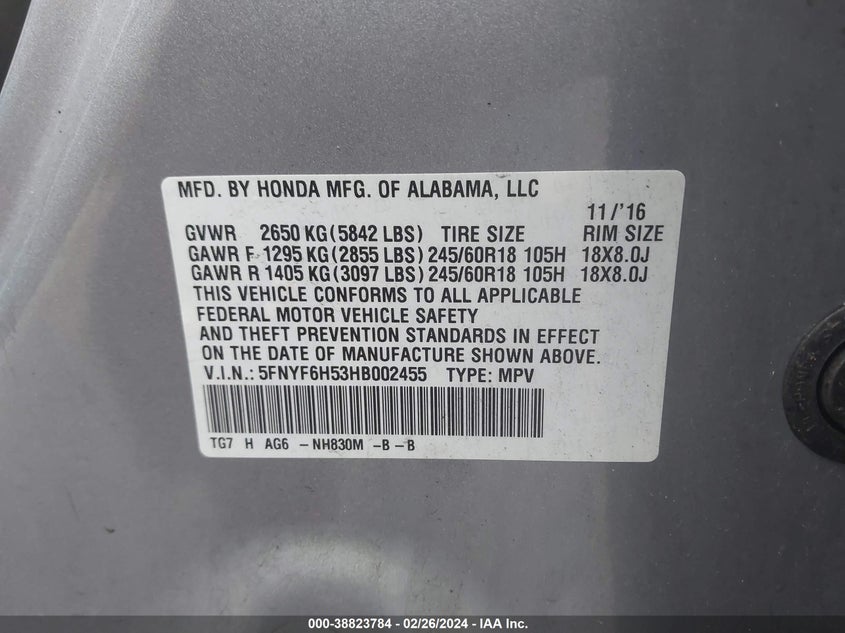 MFD. BY HONDA MFG. OF ALABAMA, LLC
11/'16
GVWR 2650 KG(5842 LBS) TIRE SIZE RIM SIZE
GAWR F 1295 KG(2855 LBS) 245/60R18 105H 18X8.0J
GAWR R 1405 KG(3097 LBS) 245/60R18 105H 18X8.0J
THIS VEHICLE CONFORMS TO ALL APPLICABLE
FEDERAL MOTOR VEHICLE SAFETY
AND THEFT PREVENTION STANDARDS IN EFFECT
ON THE DATE OF MANUFACTURE SHOWN ABOVE.
V.I.N.: 5FNYF6H53HB002455 TYPE: MPV
TG7 H AG6 -NH830M -B -B
000-38823784 - 02/26/2024 - IAA Inc.